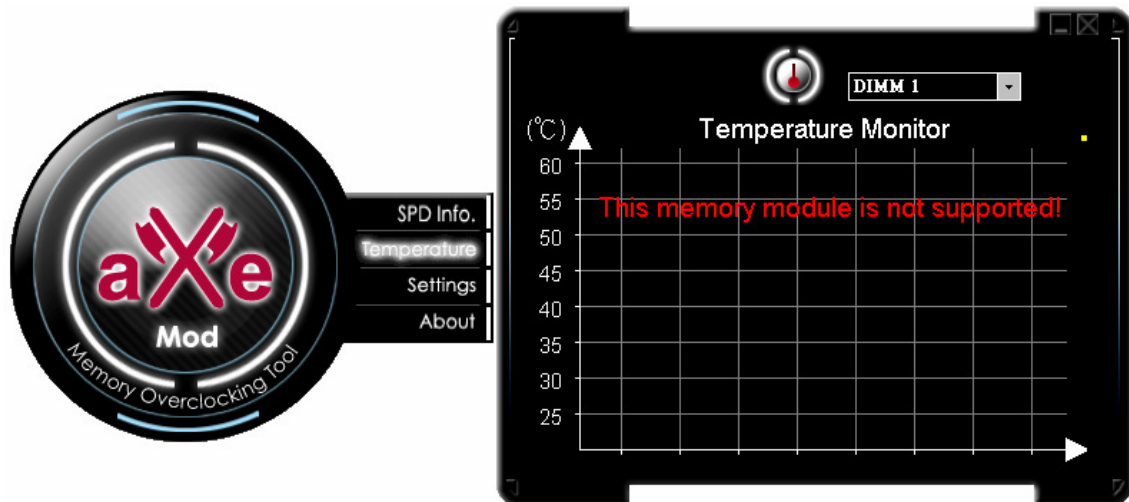 aXe
Mod
Memory Overclocking Tool
SPD Info.
Temperature
Settings
About
DIMM 1
(℃)
Temperature Monitor
60
This memory module is not supported!
55
50
45
40
35
30
25